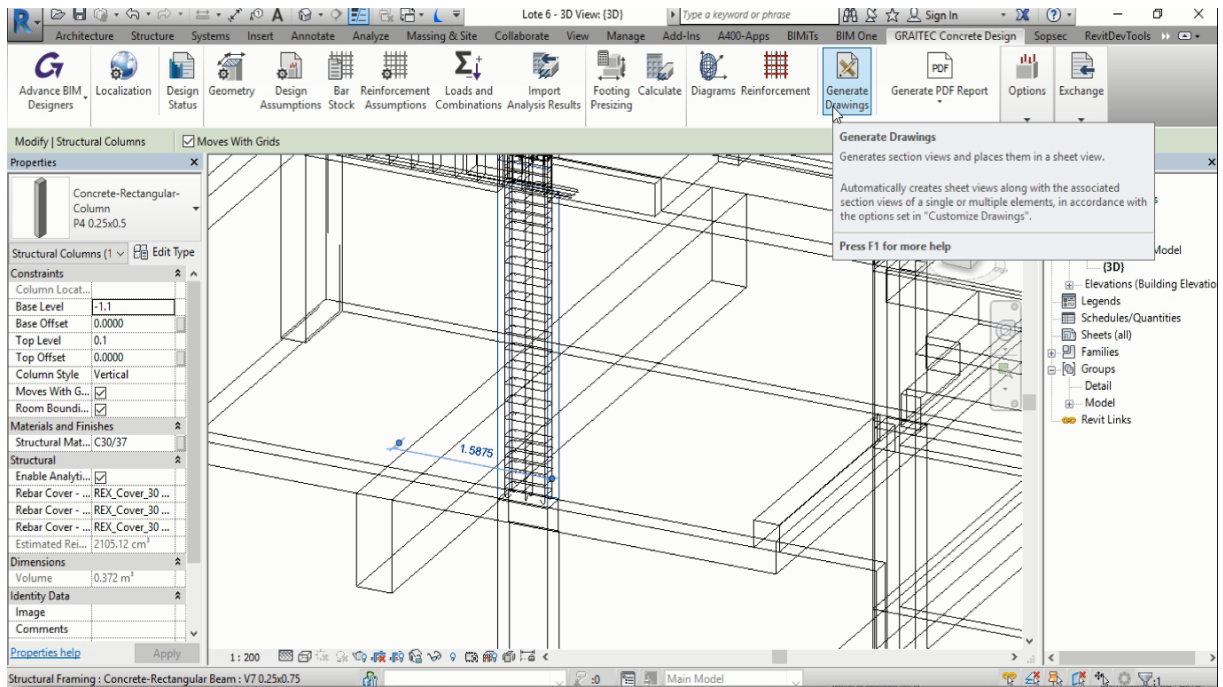 Lote 6 - 3D View: {3D}
Type a keyword or phrase
Sign In
Architecture Structure Systems Insert Annotate Analyze Massing & Site Collaborate View Manage Add-Ins A400-Apps BIMiTs BIM One GRAITEC Concrete Design Sopsec RevitDevTools
Advance BIM Designers
Localization
Design Status
Geometry
Design Assumptions
Bar Stock
Reinforcement Assumptions
Loads and Combinations
Import Analysis Results
Footing Presizing
Calculate
Diagrams
Reinforcement
Generate Drawings
PDF
Generate PDF Report
Options
Exchange
Modify | Structural Columns
Moves With Grids
Generate Drawings
Generates section views and places them in a sheet view.
Automatically creates sheet views along with the associated
section views of a single or multiple elements, in accordance with
the options set in "Customize Drawings".
Press F1 for more help
Properties
Concrete-Rectangular-
Column
P4 0.25x0.5
Structural Columns (1
Edit Type
Constraints
Column Locat...
Base Level -1.1
Base Offset 0.0000
Top Level 0.1
Top Offset 0.0000
Column Style Vertical
Moves With G...
Room Boundi...
Materials and Finishes
Structural Mat... C30/37
Structural
Enable Analyti...
Rebar Cover - ... REX_Cover_30 ...
Rebar Cover - ... REX_Cover_30 ...
Rebar Cover - ... REX_Cover_30 ...
Estimated Rei... 2105.12 cm³
Dimensions
Volume 0.372 m³
Identity Data
Image
Comments
Properties help
Apply
1.5875
Model
{3D}
Elevations (Building Elevatio
Legends
Schedules/Quantities
Sheets (all)
Families
Groups
Detail
Model
Revit Links
1 : 200
Structural Framing : Concrete-Rectangular Beam : V7 0.25x0.75
:0
Main Model
:1